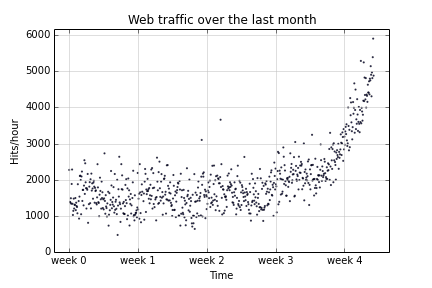 Web traffic over the last month
6000
5000
4000
3000
2000
1000
0
Hits/hour
week 0 week 1 week 2 week 3 week 4
Time